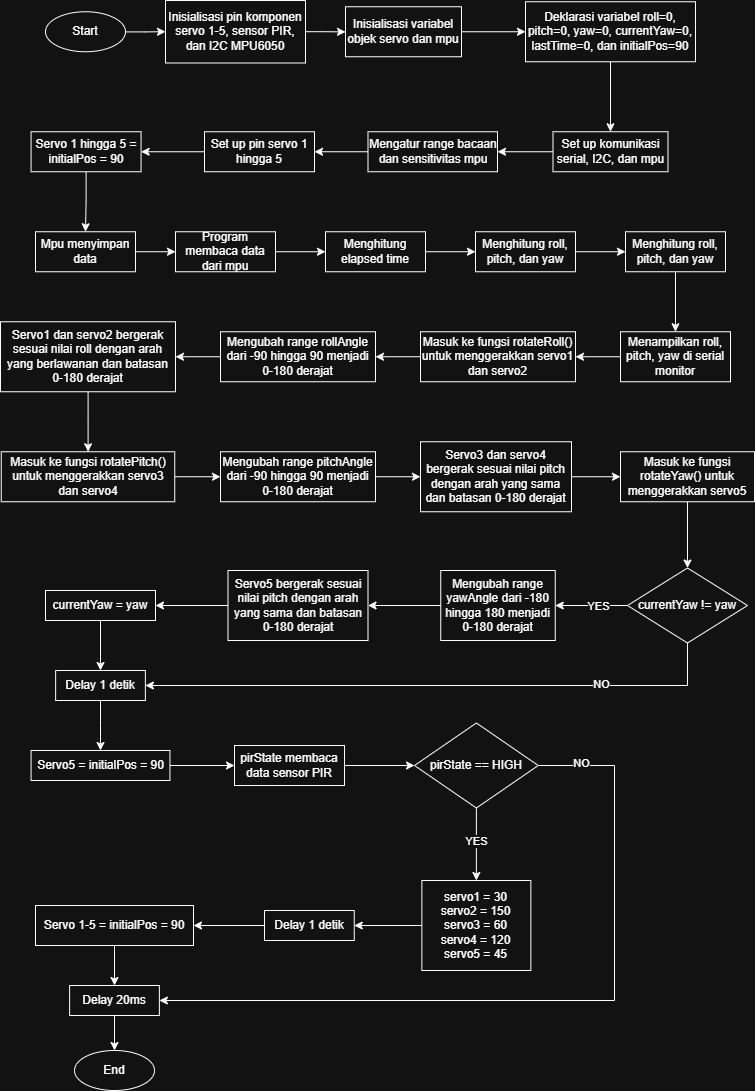 Start
Inisialisasi pin komponen
servo 1-5, sensor PIR,
dan I2C MPU6050
Inisialisasi variabel
objek servo dan mpu
Deklarasi variabel roll=0,
pitch=0, yaw=0, currentYaw=0,
lastTime=0, dan initialPos=90
Set up komunikasi
serial, I2C, dan mpu
Mengatur range bacaan
dan sensitivitas mpu
Set up pin servo 1
hingga 5
Servo 1 hingga 5 =
initialPos = 90
Mpu menyimpan
data
Program
membaca data
dari mpu
Menghitung
elapsed time
Menghitung roll,
pitch, dan yaw
Menghitung roll,
pitch, dan yaw
Menampilkan roll,
pitch, yaw di serial
monitor
Masuk ke fungsi rotateRoll()
untuk menggerakkan servo1
dan servo2
Mengubah range rollAngle
dari -90 hingga 90 menjadi
0-180 derajat
Servo1 dan servo2 bergerak
sesuai nilai roll dengan arah
yang berlawanan dan batasan
0-180 derajat
Masuk ke fungsi rotatePitch()
untuk menggerakkan servo3
dan servo4
Mengubah range pitchAngle
dari -90 hingga 90 menjadi
0-180 derajat
Servo3 dan servo4
bergerak sesuai nilai pitch
dengan arah yang sama
dan batasan 0-180 derajat
Masuk ke fungsi
rotateYaw() untuk
menggerakkan servo5
currentYaw != yaw
YES
Mengubah range
yawAngle dari -180
hingga 180 menjadi
0-180 derajat
Servo5 bergerak sesuai
nilai pitch dengan arah
yang sama dan batasan
0-180 derajat
currentYaw = yaw
NO
Delay 1 detik
Servo5 = initialPos = 90
pirState membaca
data sensor PIR
pirState == HIGH
NO
YES
servo1 = 30
servo2 = 150
servo3 = 60
servo4 = 120
servo5 = 45
Delay 1 detik
Servo 1-5 = initialPos = 90
Delay 20ms
End